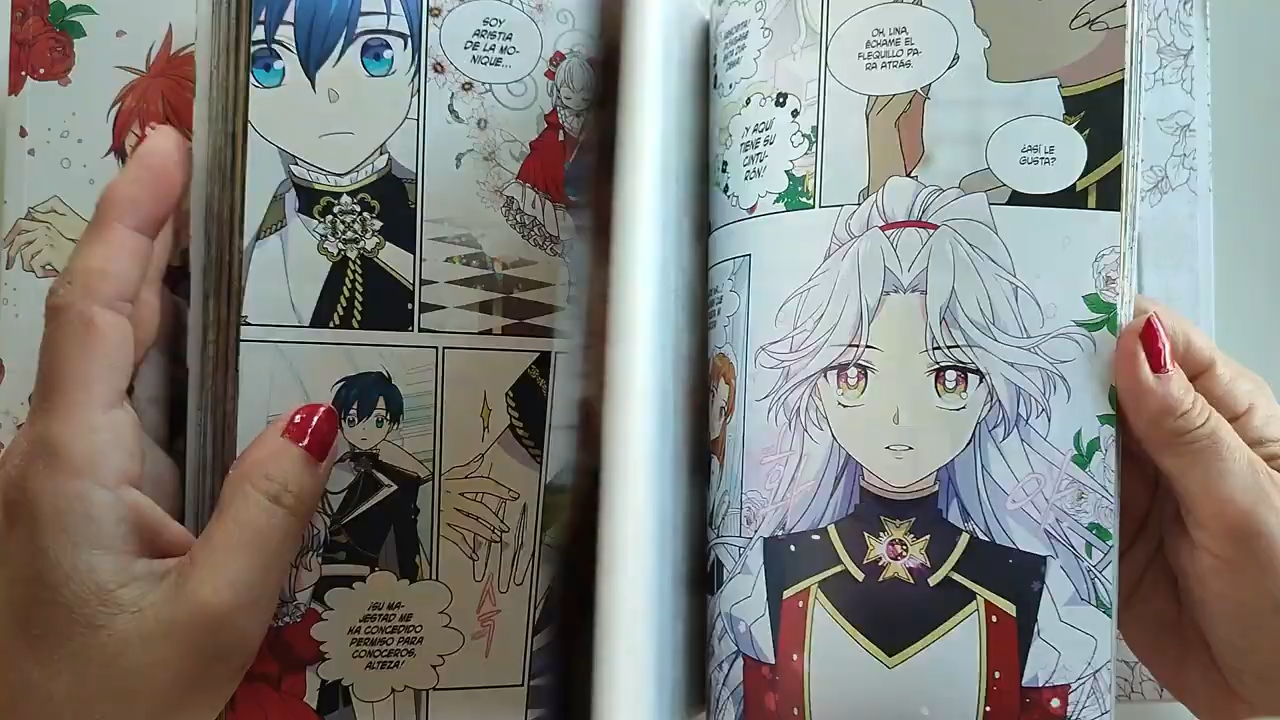 SOY
ARISTIA
DE LA MO-
NIQUE...
¡SU MA-
JESTAD ME
HA CONCEDIDO
PERMISO PARA
CONOCEROS,
ALTEZA!
¡Y AQUÍ
TIENE SU
CINTU-
RÓN!
OH, LINA,
ÉCHAME EL
FLEQUILLO PA-
RA ATRÁS.
¿ASÍ LE
GUSTA?